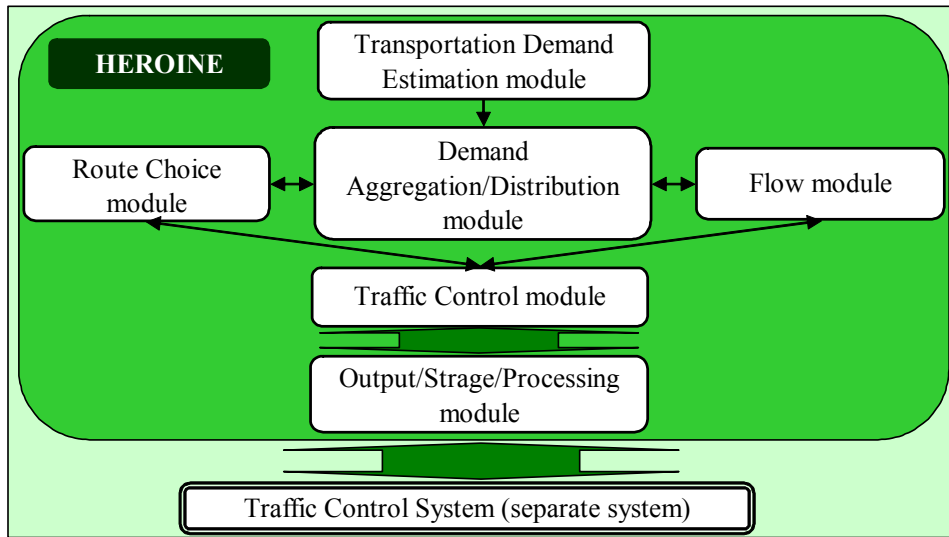 HEROINE
Transportation Demand
Estimation module
Route Choice
module
Demand
Aggregation/Distribution
module
Flow module
Traffic Control module
Output/Strage/Processing
module
Traffic Control System (separate system)